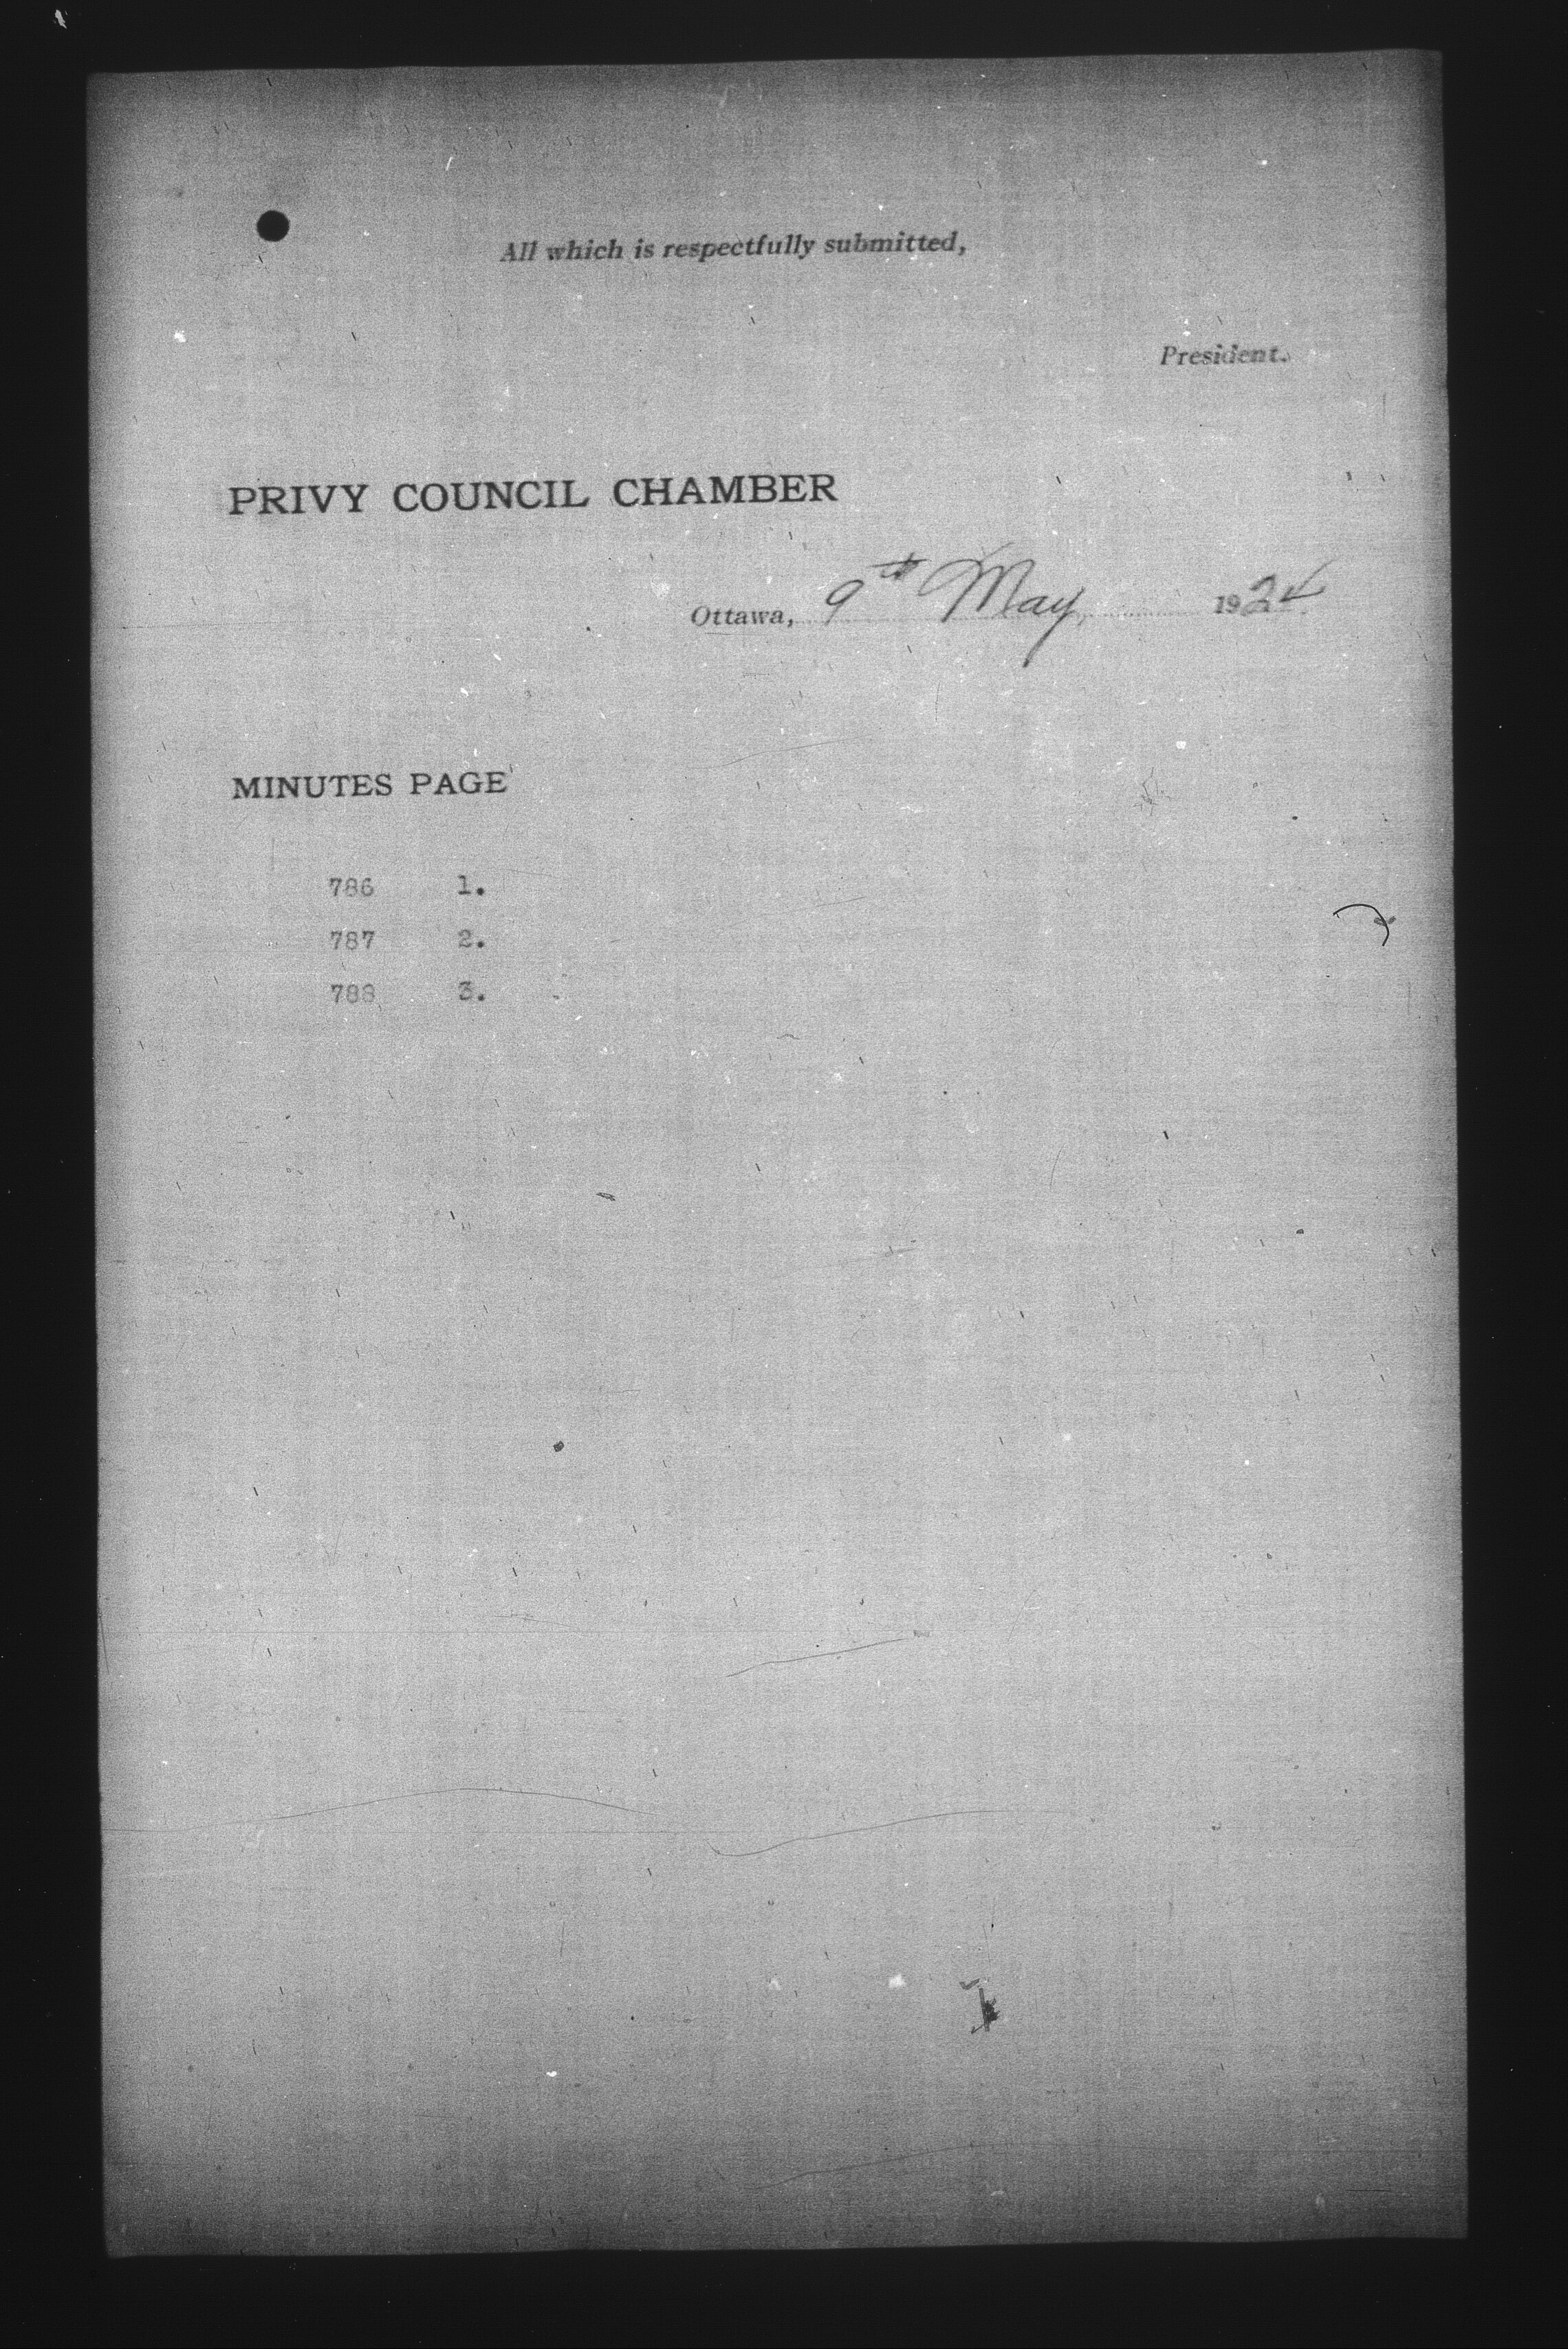 All which is respectfully submitted,
President.
PRIVY COUNCIL CHAMBER
Ottawa, 9th May, 1924.
MINUTES PAGE
786 1.
787 2.
788 3.